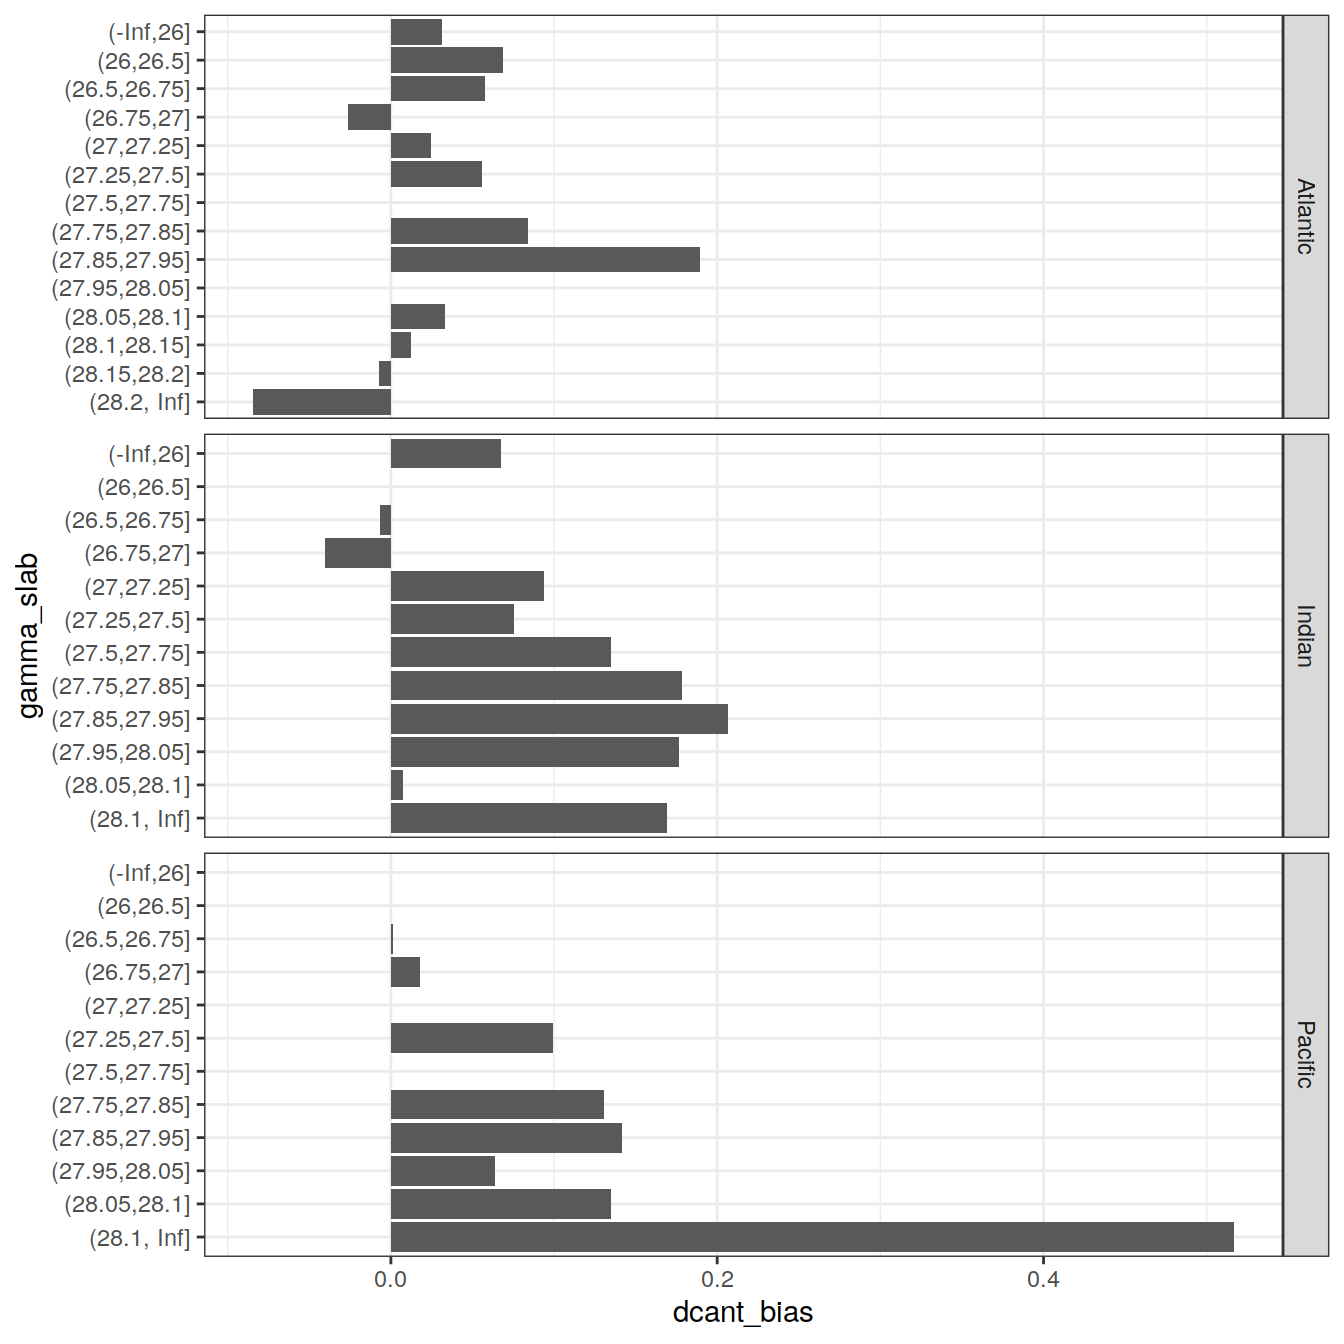 (-Inf,26]
(26,26.5]
(26.5,26.75]
(26.75,27]
(27,27.25]
(27.25,27.5]
(27.5,27.75]
(27.75,27.85]
(27.85,27.95]
(27.95,28.05]
(28.05,28.1]
(28.1,28.15]
(28.15,28.2]
(28.2, Inf]
Atlantic
(-Inf,26]
(26,26.5]
(26.5,26.75]
(26.75,27]
(27,27.25]
(27.25,27.5]
(27.5,27.75]
(27.75,27.85]
(27.85,27.95]
(27.95,28.05]
(28.05,28.1]
(28.1, Inf]
Indian
gamma_slab
(-Inf,26]
(26,26.5]
(26.5,26.75]
(26.75,27]
(27,27.25]
(27.25,27.5]
(27.5,27.75]
(27.75,27.85]
(27.85,27.95]
(27.95,28.05]
(28.05,28.1]
(28.1, Inf]
Pacific
0.0 0.2 0.4
dcant_bias